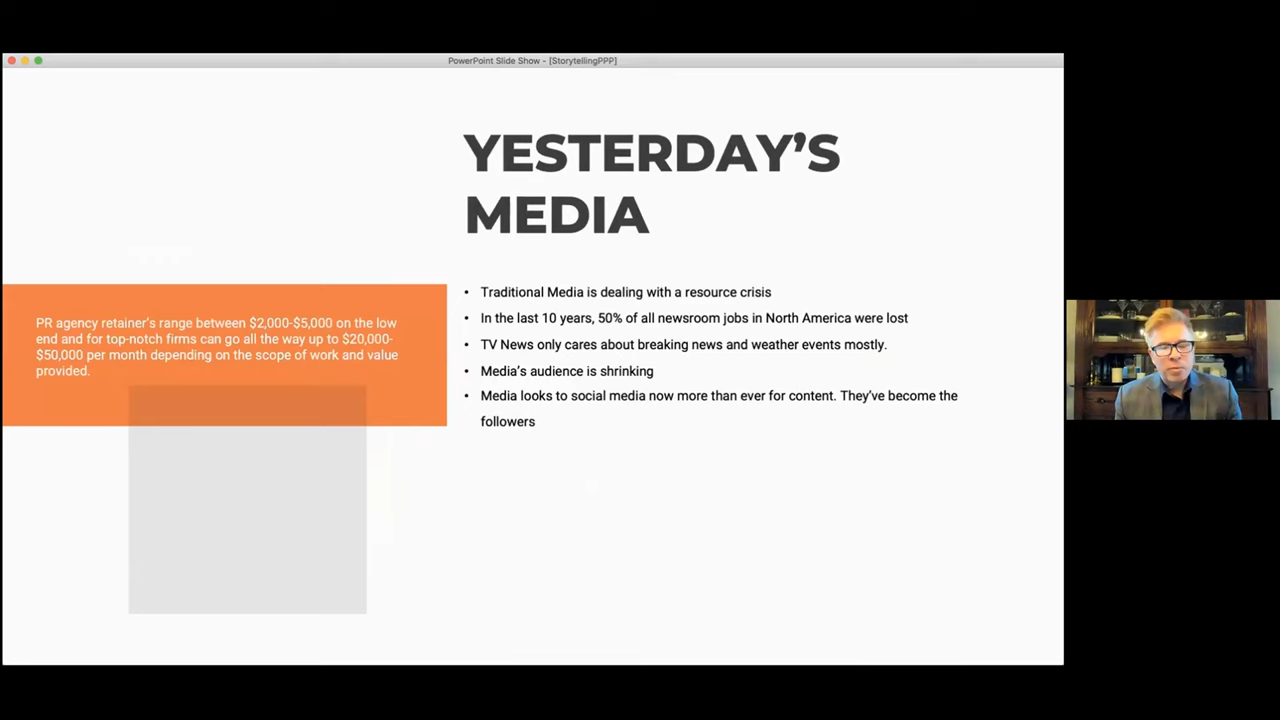 PowerPoint Slide Show - [StorytellingPPP]
YESTERDAY’S
MEDIA
PR agency retainer's range between $2,000-$5,000 on the low
end and for top-notch firms can go all the way up to $20,000-
$50,000 per month depending on the scope of work and value
provided.
• Traditional Media is dealing with a resource crisis
• In the last 10 years, 50% of all newsroom jobs in North America were lost
• TV News only cares about breaking news and weather events mostly.
• Media’s audience is shrinking
• Media looks to social media now more than ever for content. They’ve become the
followers